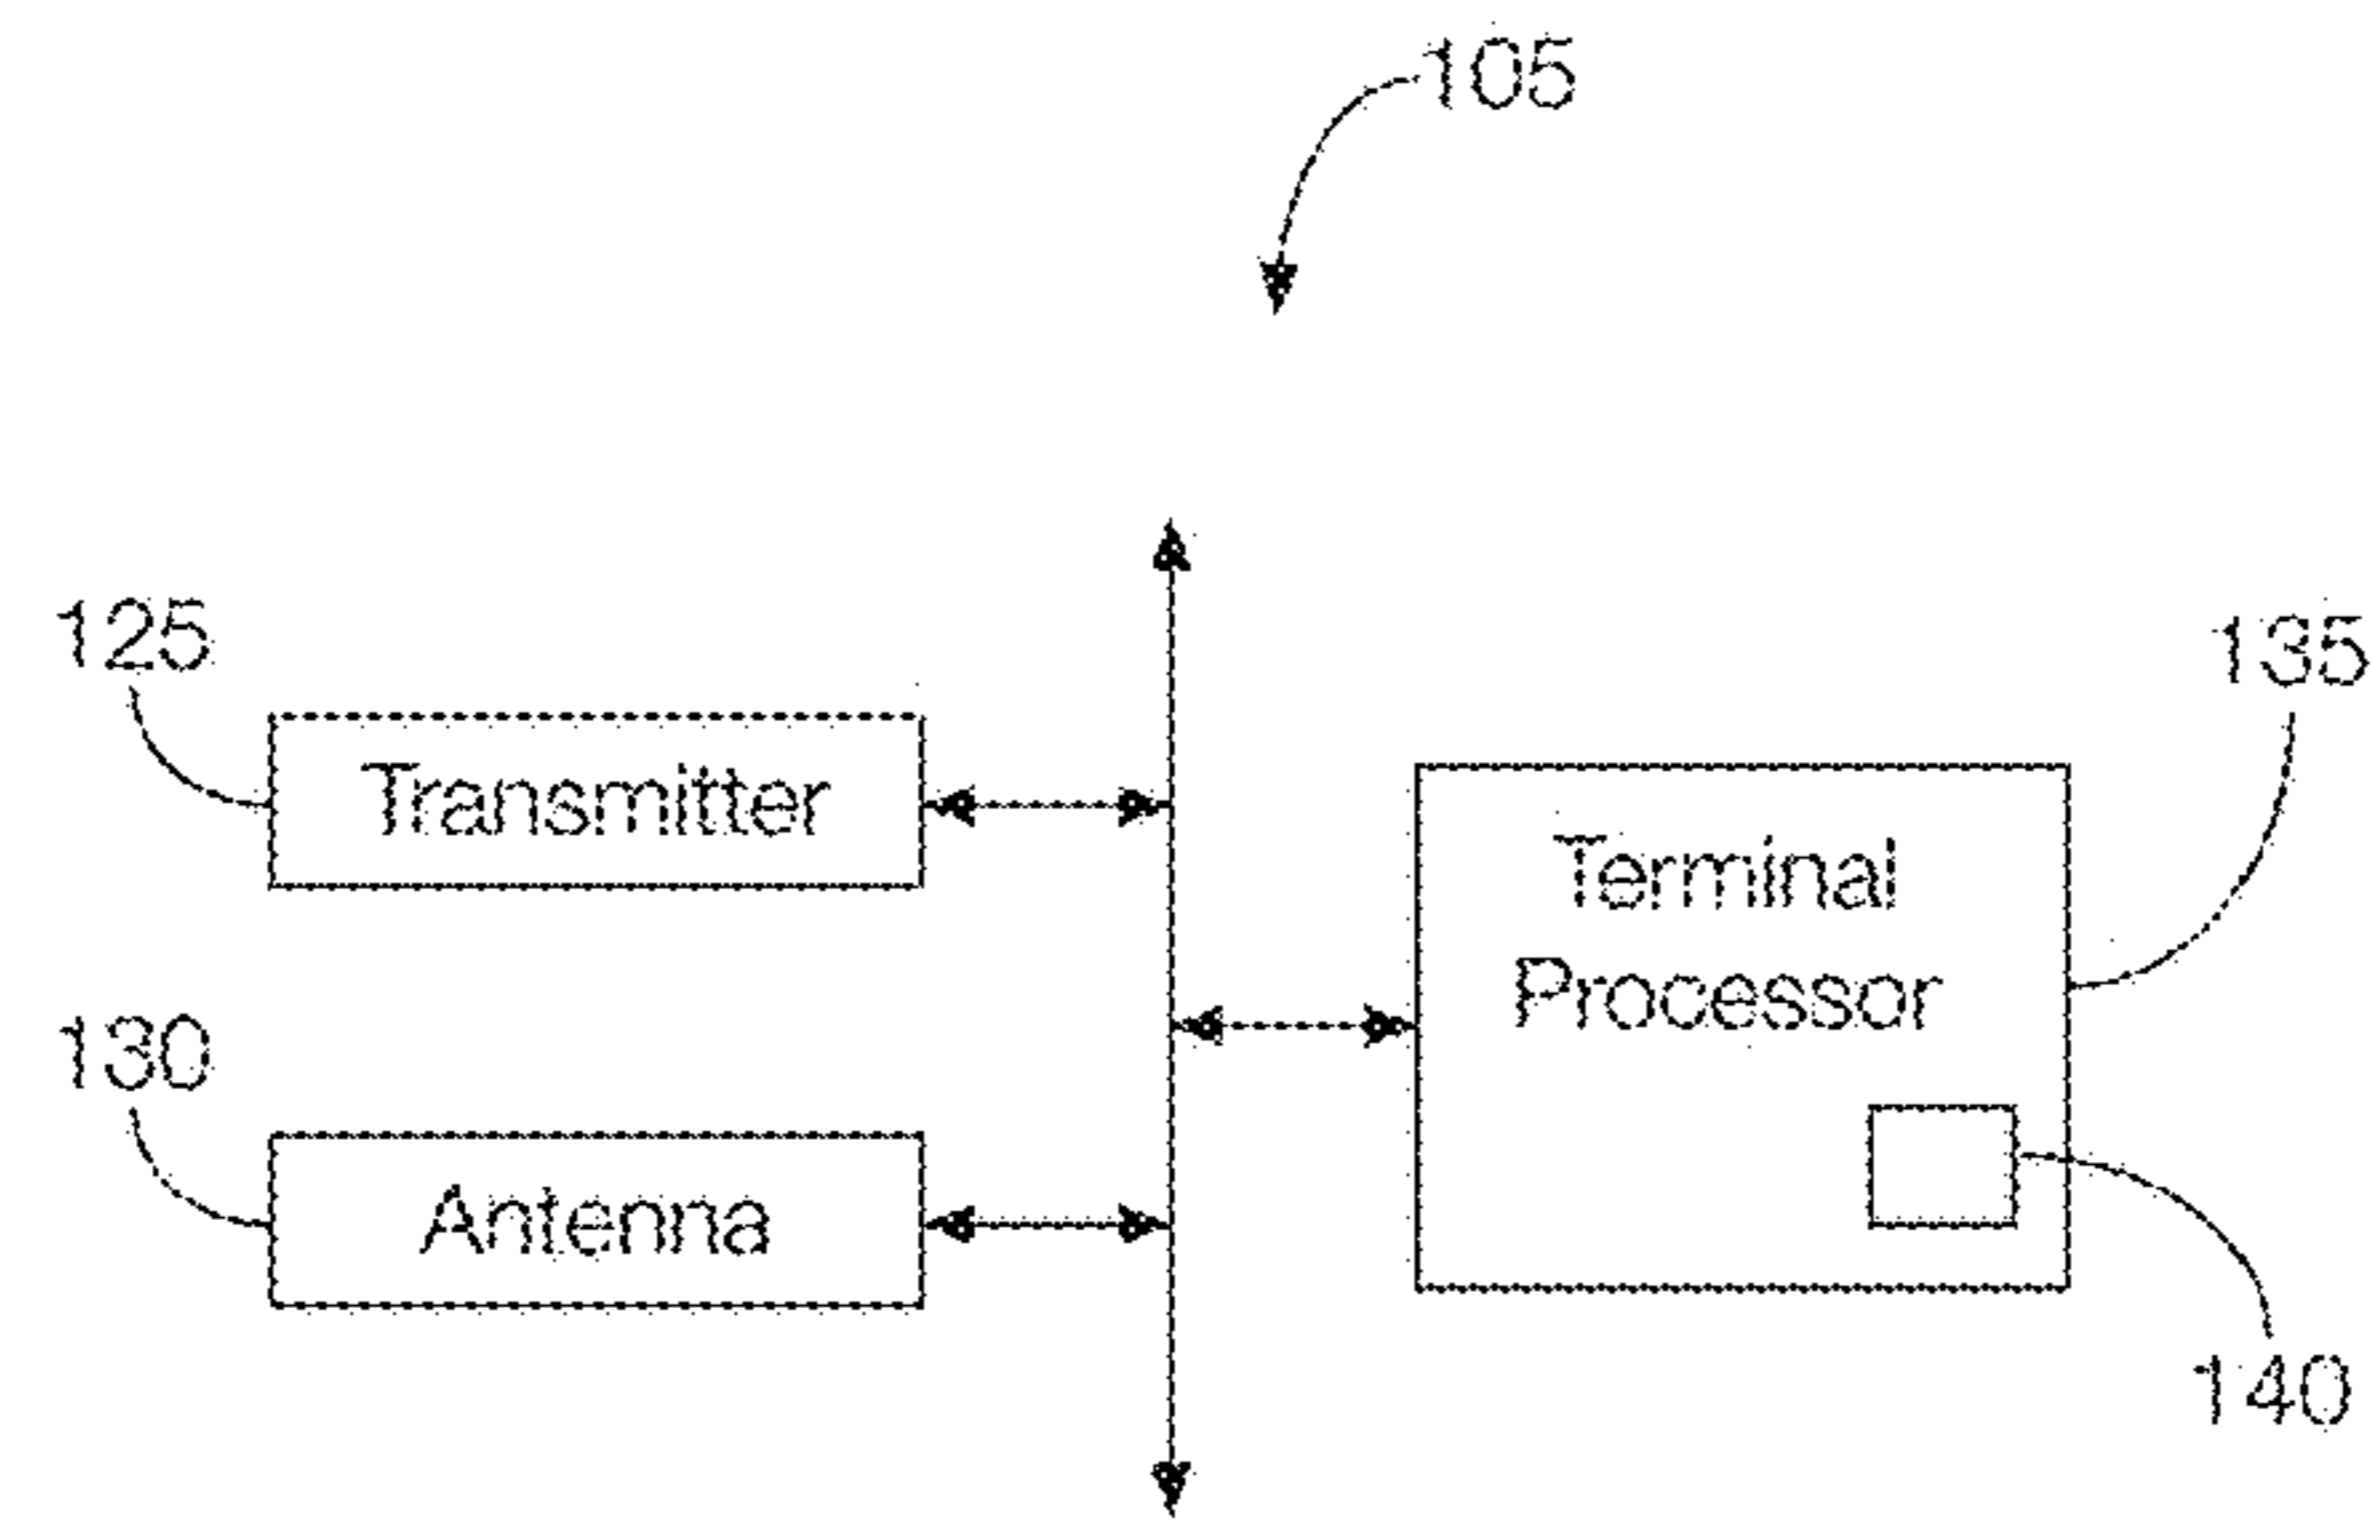 105
125
135
Transmitter
Terminal
Processor
130
Antenna
140